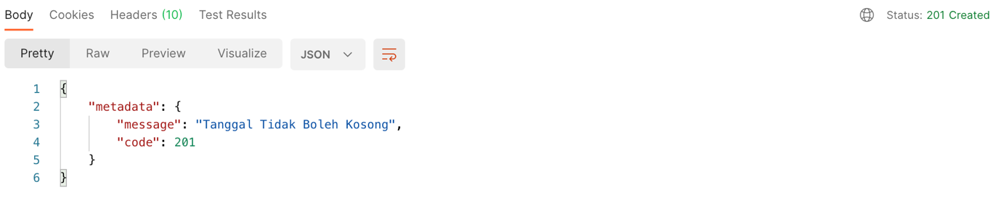 Body Cookies Headers (10) Test Results Status: 201 Created
Pretty Raw Preview Visualize JSON
1 {
2 "metadata": {
3 "message": "Tanggal Tidak Boleh Kosong",
4 "code": 201
5 }
6 }